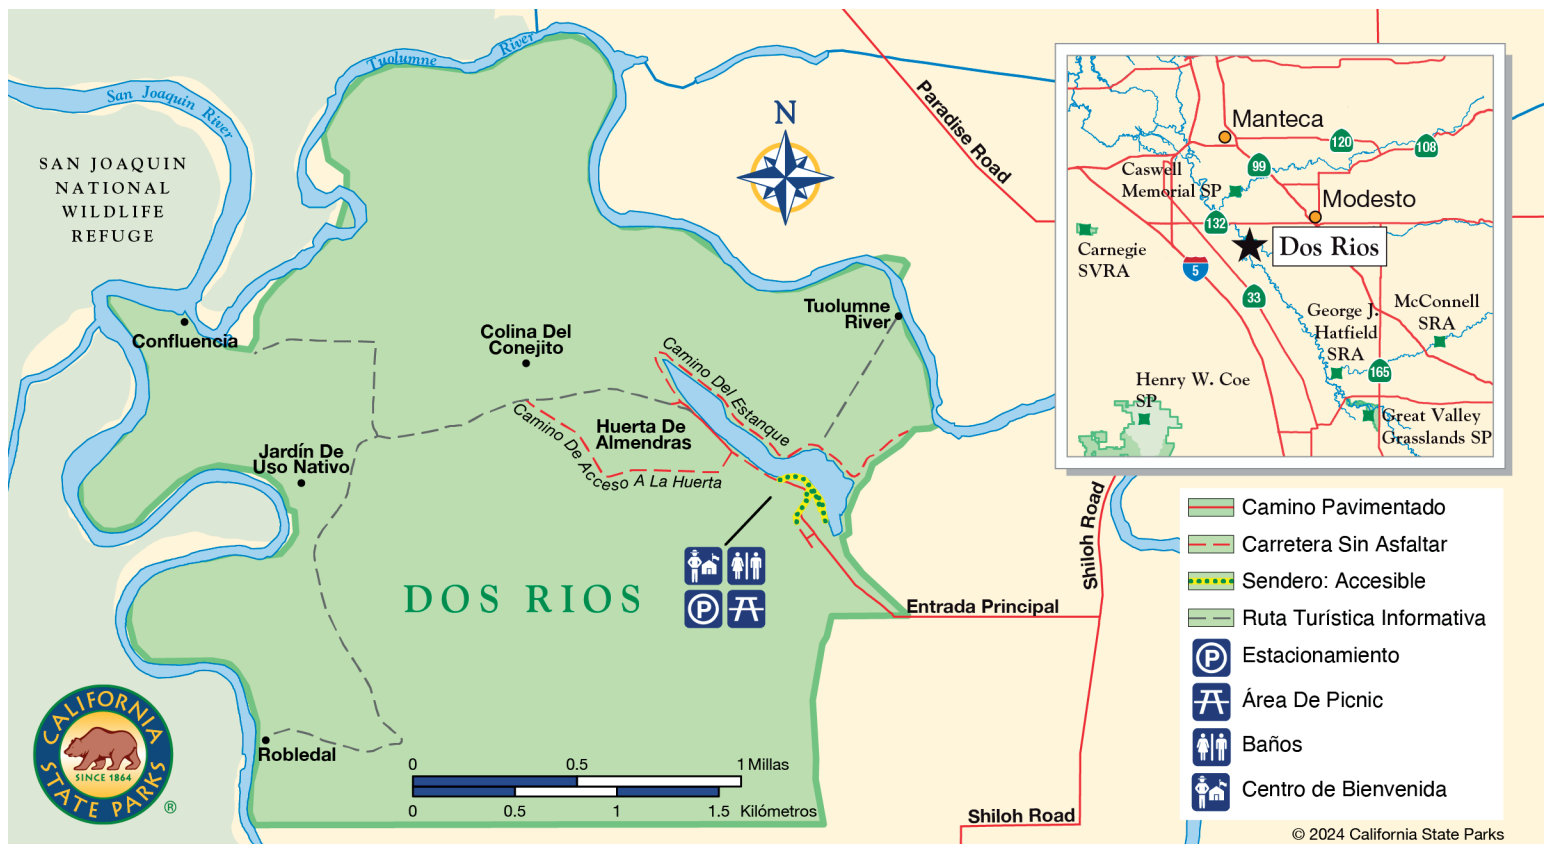 Tuolumne River
San Joaquin River
SAN JOAQUIN
NATIONAL
WILDLIFE
REFUGE
Paradise Road
N
Confluencia
Colina Del
Conejito
Tuolumne
River
Camino Del Estanque
Huerta De
Almendras
Camino De Acceso A La Huerta
Jardín De
Uso Nativo
DOS RIOS
P
Entrada Principal
Shiloh Road
Robledal
Shiloh Road
CALIFORNIA
SINCE 1864
STATE PARKS
®
0 0.5 1 Millas
0 0.5 1 1.5 Kilómetros
Manteca
120
108
99
Caswell
Memorial SP
Modesto
132
Carnegie
SVRA
Dos Rios
5
33
George J.
Hatfield
SRA
McConnell
SRA
165
Henry W. Coe
SP
Great Valley
Grasslands SP
Camino Pavimentado
Carretera Sin Asfaltar
Sendero: Accesible
Ruta Turística Informativa
P Estacionamiento
Área De Picnic
Baños
Centro de Bienvenida
© 2024 California State Parks